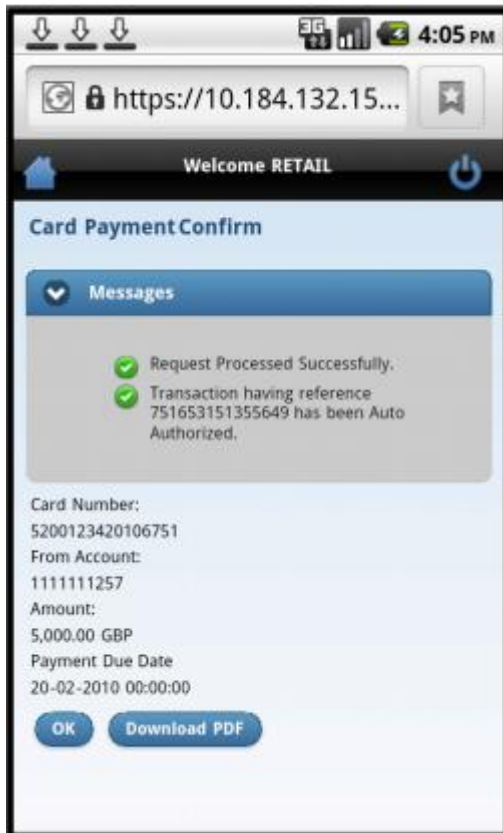 3G
4:05 PM
https://10.184.132.15...
Welcome RETAIL
Card Payment Confirm
Messages
Request Processed Successfully.
Transaction having reference
751653151355649 has been Auto
Authorized.
Card Number:
5200123420106751
From Account:
1111111257
Amount:
5,000.00 GBP
Payment Due Date
20-02-2010 00:00:00
OK
Download PDF